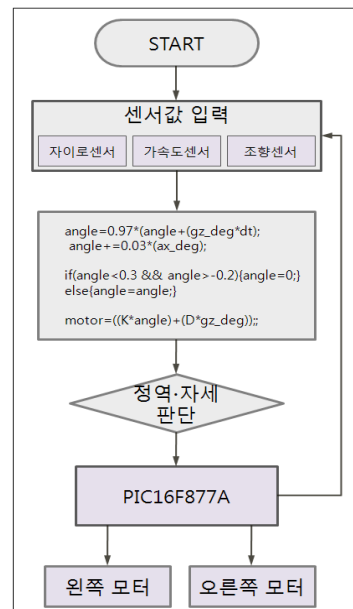 START
센서값 입력
자이로센서 가속도센서 조향센서
angle=0.97*(angle+(gz_deg*dt);
angle+=0.03*(ax_deg);
if(angle<0.3 && angle>-0.2){angle=0;}
else{angle=angle;}
motor=((K*angle)+(D*gz_deg));;
정역·자세
판단
PIC16F877A
왼쪽 모터 오른쪽 모터